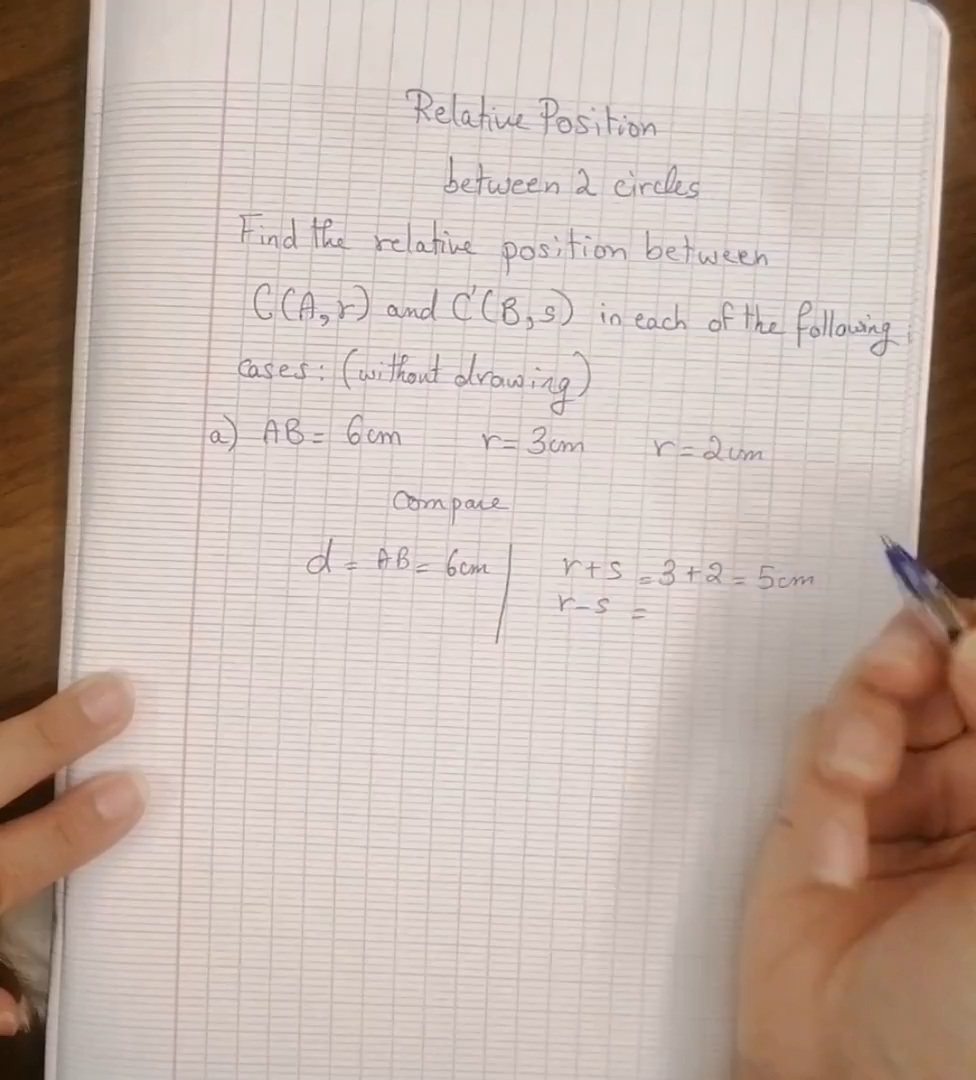 Relative Position
between 2 circles
Find the relative position between
C(A,r) and C'(B,s) in each of the following
cases: (without drawing)
a) AB = 6cm r = 3cm r = 2cm
Compare
d = AB = 6cm r+s = 3+2 = 5cm
r-s =